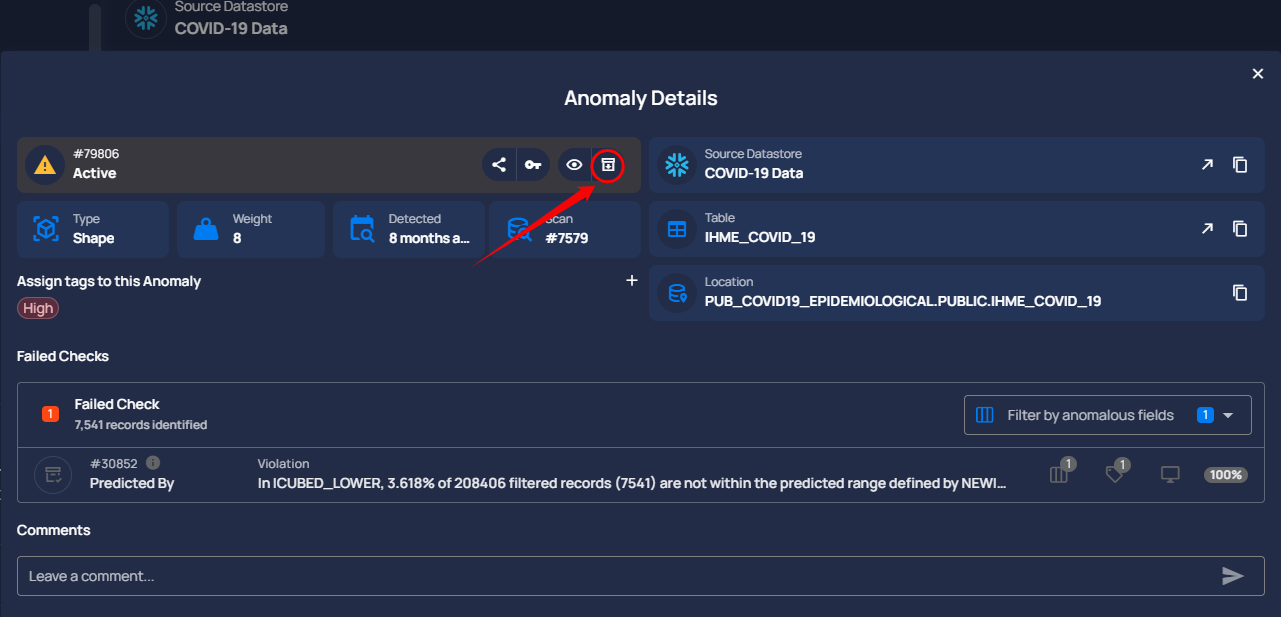 Source Datastore
COVID-19 Data
Anomaly Details
#79806
Active
Source Datastore
COVID-19 Data
Type
Shape
Weight
8
Detected
8 months a...
Scan
#7579
Table
IHME_COVID_19
Assign tags to this Anomaly
High
Location
PUB_COVID19_EPIDEMIOLOGICAL.PUBLIC.IHME_COVID_19
Failed Checks
1
Failed Check
7,541 records identified
Filter by anomalous fields
1
#30852
Predicted By
Violation
In ICUBED_LOWER, 3.618% of 208406 filtered records (7541) are not within the predicted range defined by NEWI...
1
1
100%
Comments
Leave a comment...